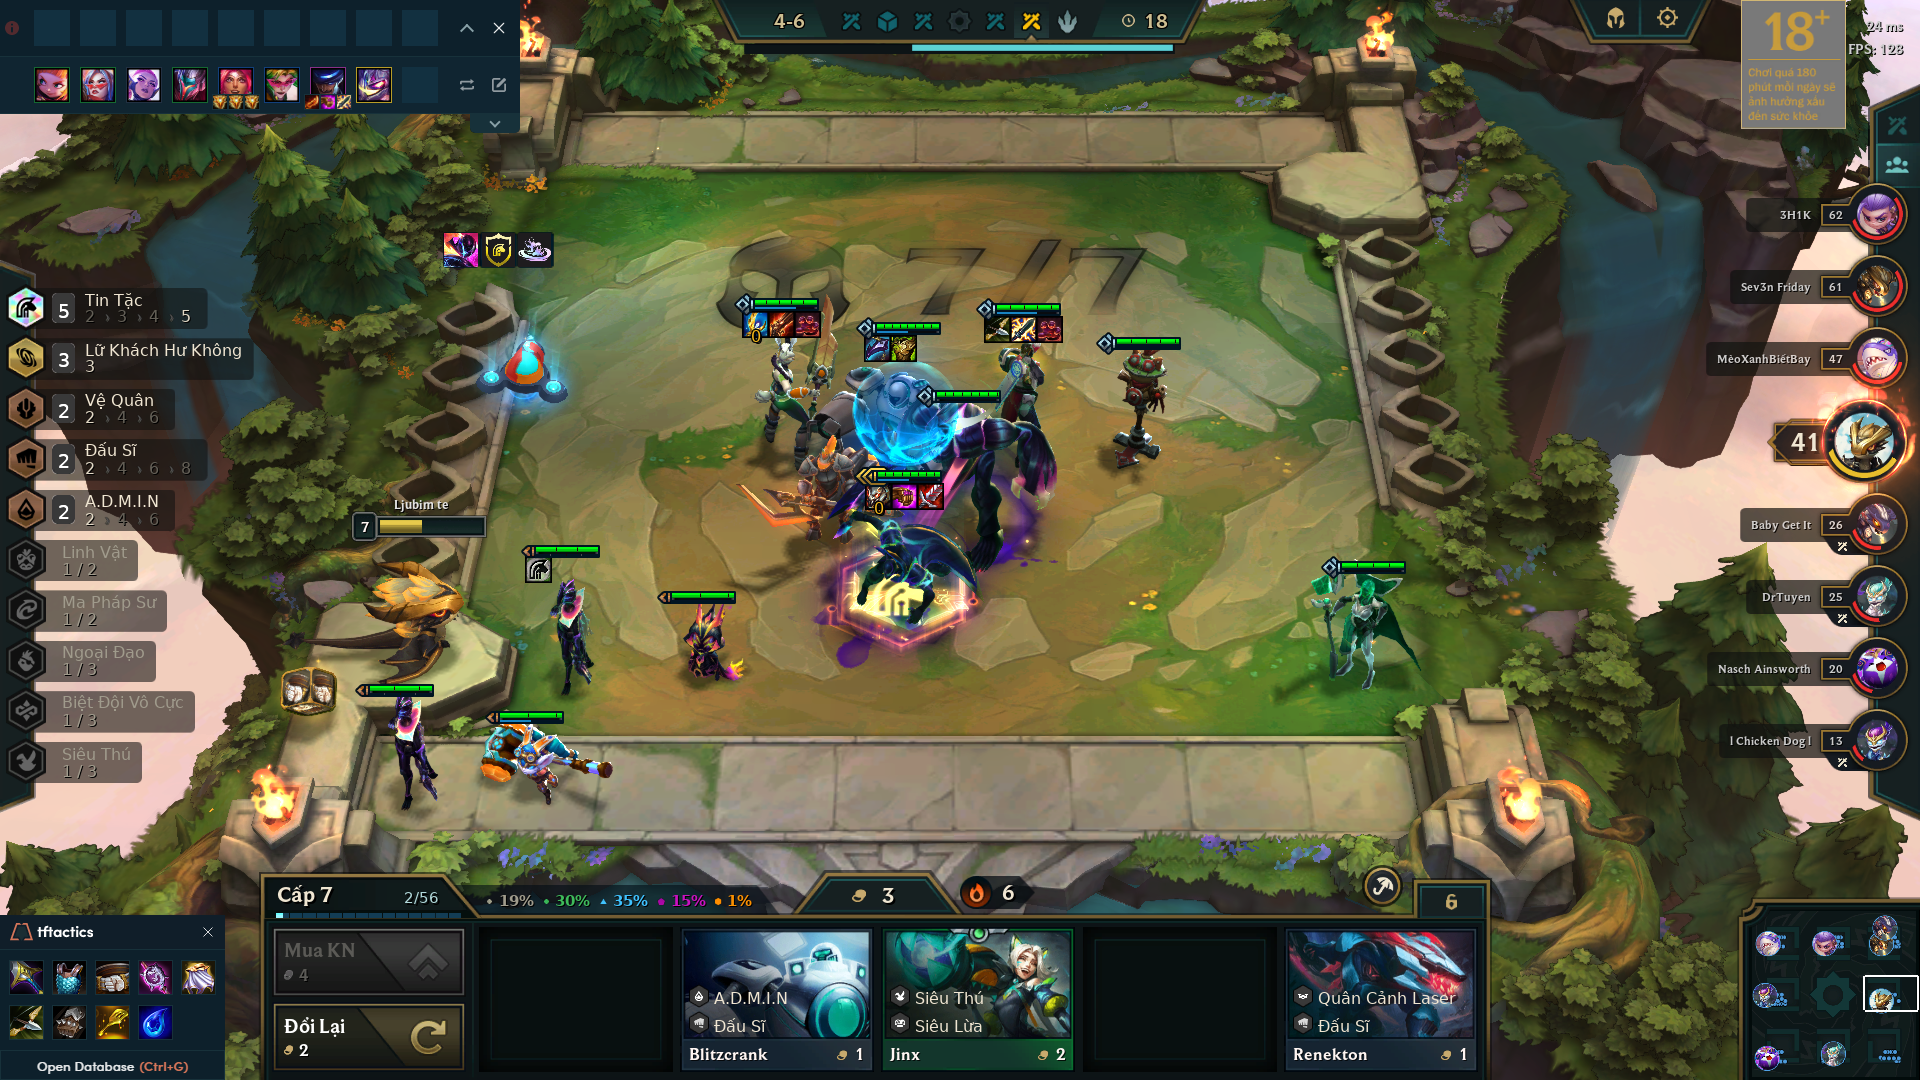 4-6
18
18+
Chơi quá 180
phút mỗi ngày sẽ
ảnh hưởng xấu
đến sức khỏe
24 ms
FPS: 128
3H1K 62
Sev3n Friday 61
MèoXanhBiếtBay 47
41
Baby Get It 26
DrTuyen 25
Nasch Ainsworth 20
l Chicken Dog l 13
7/7
5 Tin Tặc
2 › 3 › 4 › 5
3 Lữ Khách Hư Không
3
2 Vệ Quân
2 › 4 › 6
2 Đấu Sĩ
2 › 4 › 6 › 8
2 A.D.M.I.N
2 › 4 › 6
Linh Vật
1 / 2
Ma Pháp Sư
1 / 2
Ngoại Đạo
1 / 3
Biệt Đội Vô Cực
1 / 3
Siêu Thú
1 / 3
0
0
Ljubim te
7
Cấp 7
2/56
19% 30% 35% 15% 1%
3
6
6
Mua KN
4
Đổi Lại
2
A.D.M.I.N
Đấu Sĩ
Blitzcrank 1
Siêu Thú
Siêu Lừa
Jinx 2
Quân Cảnh Laser
Đấu Sĩ
Renekton 1
tftactics
Open Database (Ctrl+G)